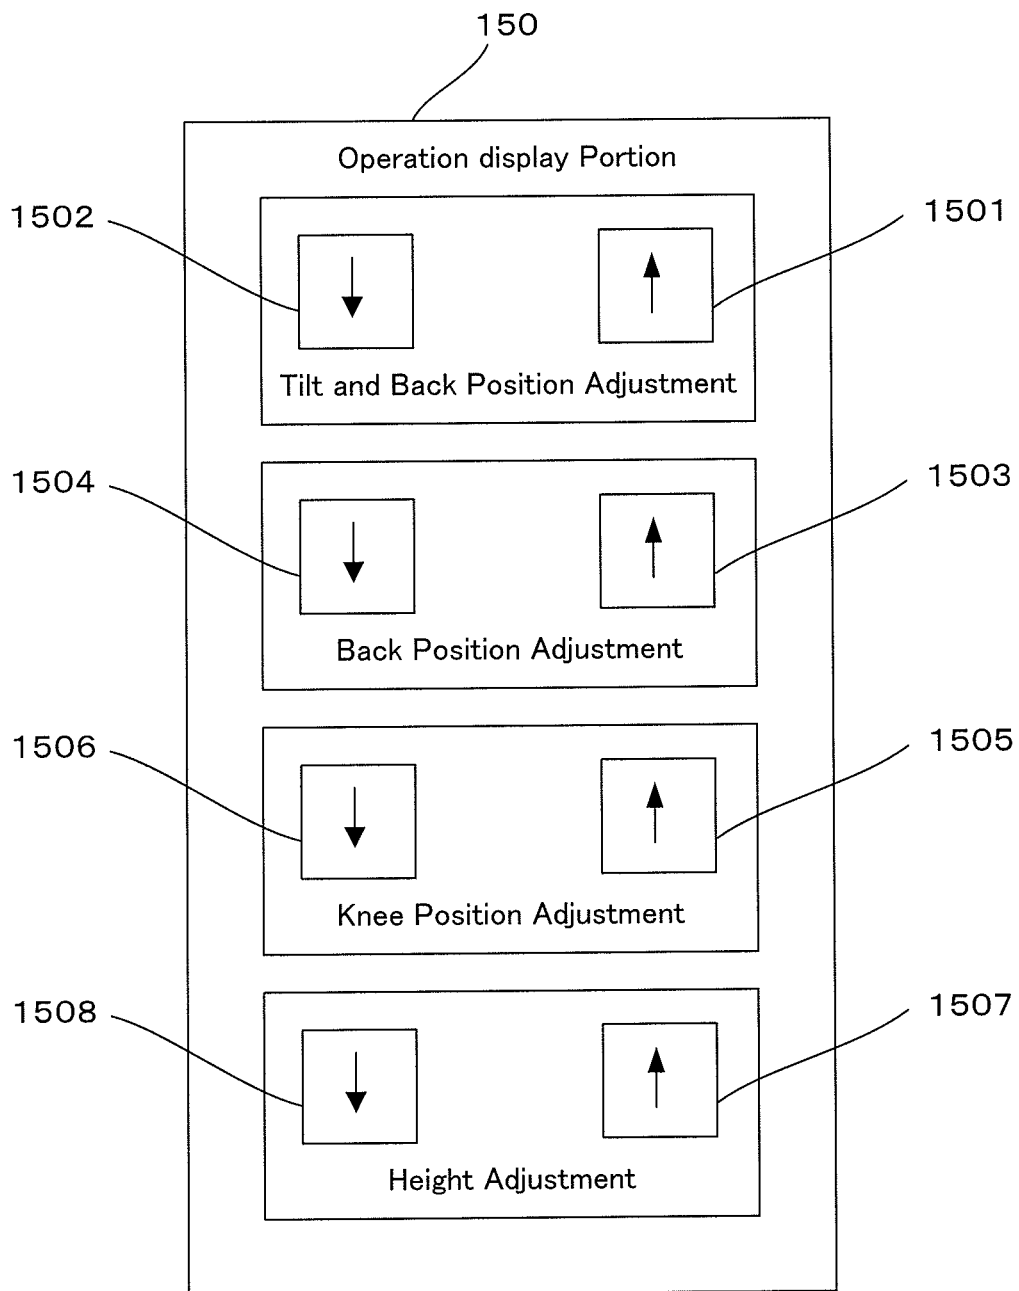 150
Operation display Portion
1502
1501
Tilt and Back Position Adjustment
1504
1503
Back Position Adjustment
1506
1505
Knee Position Adjustment
1508
1507
Height Adjustment